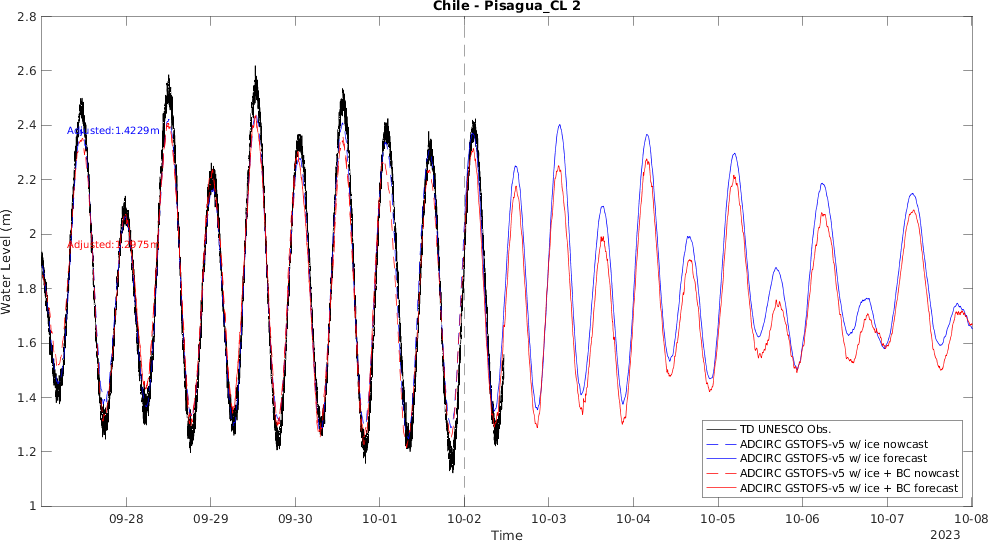 Chile - Pisagua_CL 2
2.8
2.6
2.4
2.2
2
1.8
1.6
1.4
1.2
1
Water Level (m)
Adjusted:1.4229m
Adjusted:1.2975m
TD UNESCO Obs.
ADCIRC GSTOFS-v5 w/ ice nowcast
ADCIRC GSTOFS-v5 w/ ice forecast
ADCIRC GSTOFS-v5 w/ ice + BC nowcast
ADCIRC GSTOFS-v5 w/ ice + BC forecast
09-28 09-29 09-30 10-01 10-02 10-03 10-04 10-05 10-06 10-07 10-08
Time
2023